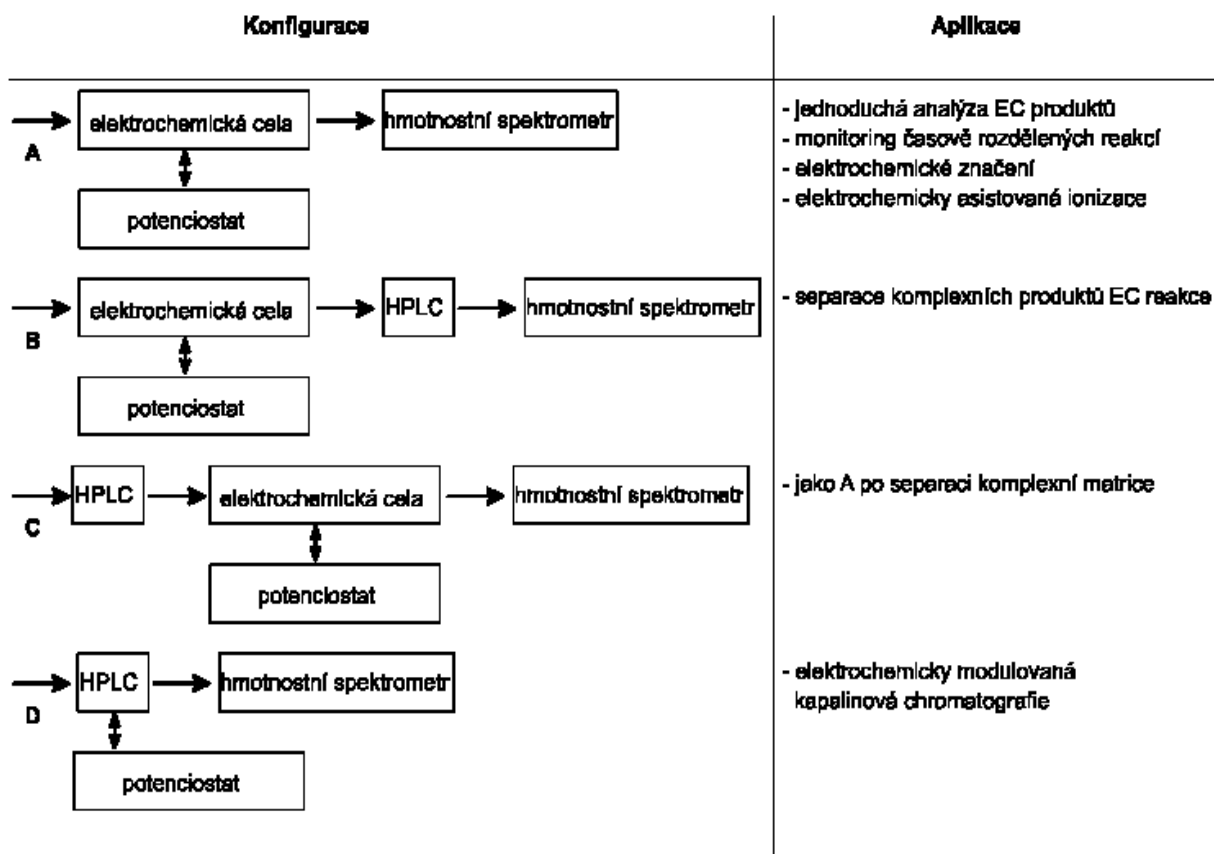 Konfigurace
Aplikace
elektrochemická cela
hmotnostní spektrometr
A
potenciostat
- jednoduchá analýza EC produktů
- monitoring časově rozdělených reakcí
- elektrochemické značení
- elektrochemicky asistovaná ionizace
elektrochemická cela
HPLC
hmotnostní spektrometr
B
potenciostat
- separace komplexních produktů EC reakce
HPLC
elektrochemická cela
hmotnostní spektrometr
C
potenciostat
- jako A po separaci komplexní matrice
HPLC
hmotnostní spektrometr
D
potenciostat
- elektrochemicky modulovaná
kapalinová chromatografie